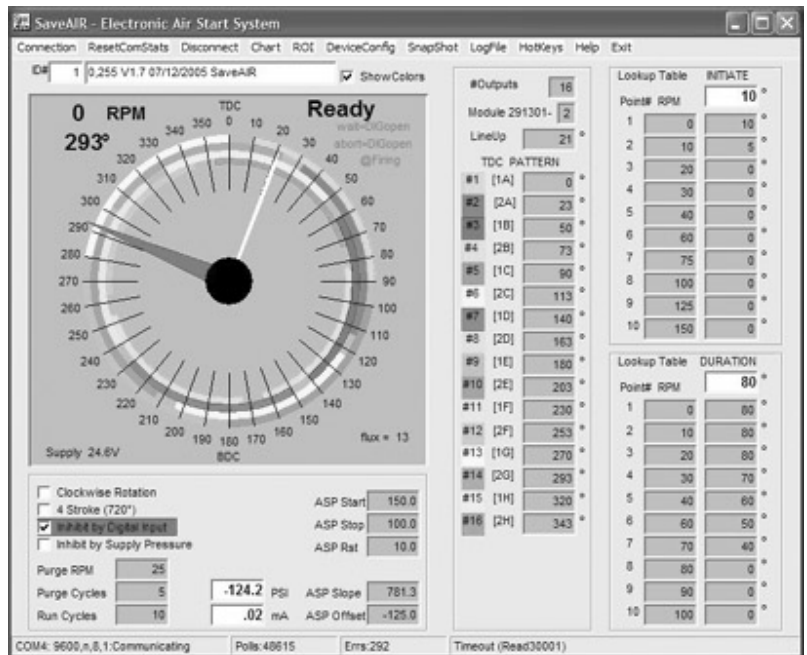 SaveAIR - Electronic Air Start System
Connection ResetComStats Disconnect Chart ROI DeviceConfig SnapShot LogFile HotKeys Help Exit
ID# 1 0,255 V1.7 07/12/2005 SaveAIR ShowColors
0 RPM
293°
Ready
wait=DIGopen
abort=DIGopen
@Firing
TDC
0 10 20 30 40 50 60 70 80 90 100 110 120 130 140 150 160 170 180 190 200 210 220 230 240 250 260 270 280 290 300 310 320 330 340 350
BDC
flux = 13
Supply 24.6V
Clockwise Rotation
4 Stroke (720°)
Inhibit by Digital Input
Inhibit by Supply Pressure
Purge RPM 25
Purge Cycles 5
Run Cycles 10
-124.2 PSI
.02 mA
ASP Start 150.0
ASP Stop 100.0
ASP Rst 10.0
ASP Slope 781.3
ASP Offset -125.0
#Outputs 16
Module 291301- 2
LineUp 21 °
TDC PATTERN
#1 [1A] 0 °
#2 [2A] 23 °
#3 [1B] 50 °
#4 [2B] 73 °
#5 [1C] 90 °
#6 [2C] 113 °
#7 [1D] 140 °
#8 [2D] 163 °
#9 [1E] 180 °
#10 [2E] 203 °
#11 [1F] 230 °
#12 [2F] 253 °
#13 [1G] 270 °
#14 [2G] 293 °
#15 [1H] 320 °
#16 [2H] 343 °
Lookup Table INITIATE
Point# RPM 10 °
1 0 10 °
2 10 5 °
3 20 0 °
4 30 0 °
5 40 0 °
6 60 0 °
7 75 0 °
8 100 0 °
9 125 0 °
10 150 0 °
Lookup Table DURATION
Point# RPM 80 °
1 0 80 °
2 10 80 °
3 20 80 °
4 30 70 °
5 40 60 °
6 60 50 °
7 70 40 °
8 80 0 °
9 90 0 °
10 100 0 °
COM4: 9600,n,8,1:Communicating Polls:48615 Errs:292 Timeout (Read30001)